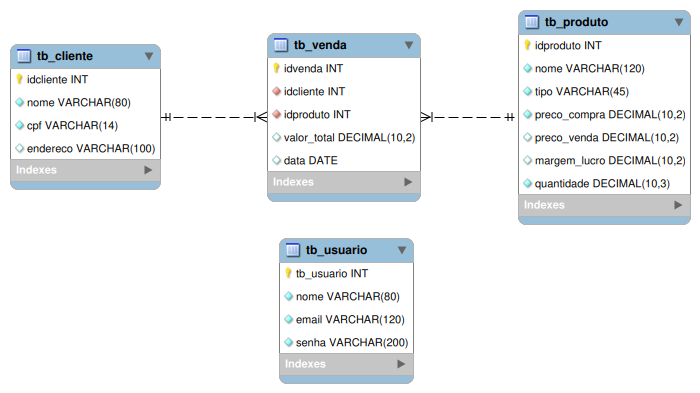 tb_cliente
idcliente INT
nome VARCHAR(80)
cpf VARCHAR(14)
endereco VARCHAR(100)
Indexes
tb_venda
idvenda INT
idcliente INT
idproduto INT
valor_total DECIMAL(10,2)
data DATE
Indexes
tb_produto
idproduto INT
nome VARCHAR(120)
tipo VARCHAR(45)
preco_compra DECIMAL(10,2)
preco_venda DECIMAL(10,2)
margem_lucro DECIMAL(10,2)
quantidade DECIMAL(10,3)
Indexes
tb_usuario
tb_usuario INT
nome VARCHAR(80)
email VARCHAR(120)
senha VARCHAR(200)
Indexes